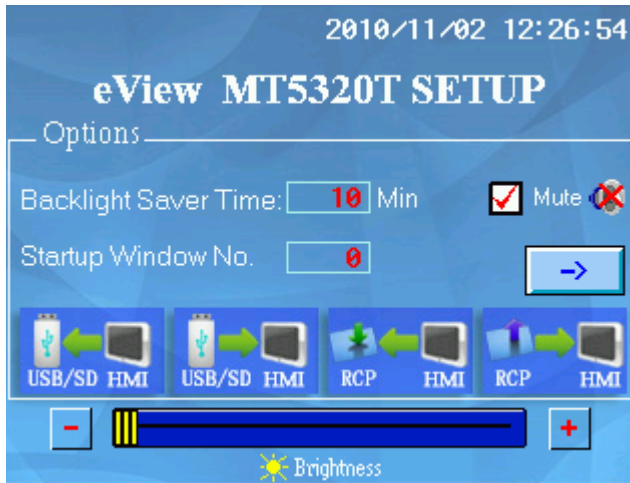 2010/11/02 12:26:54
eView MT5320T SETUP
Options
Backlight Saver Time: 10 Min
Mute
Startup Window No. 0
->
USB/SD HMI USB/SD HMI RCP HMI RCP HMI
- +
Brightness